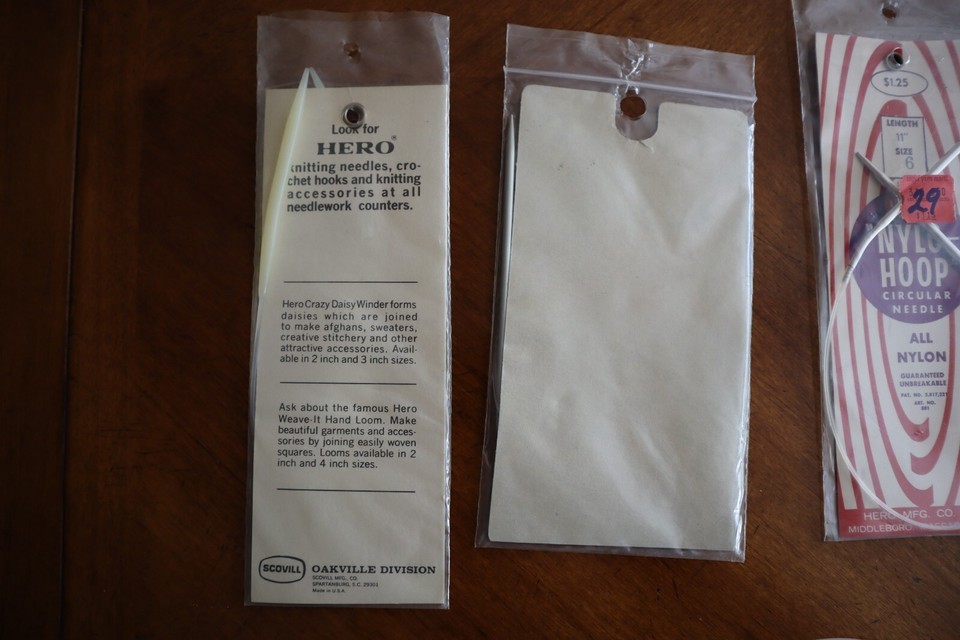 Look for
HERO®
knitting needles, cro-
chet hooks and knitting
accessories at all
needlework counters.
Hero Crazy Daisy Winder forms
daisies which are joined
to make afghans, sweaters,
creative stitchery and other
attractive accessories. Avail-
able in 2 inch and 3 inch sizes.
Ask about the famous Hero
Weave-It Hand Loom. Make
beautiful garments and acces-
sories by joining easily woven
squares. Looms available in 2
inch and 4 inch sizes.
SCOVILL
OAKVILLE DIVISION
SCOVILL MFG., CO.
SPARTANBURG, S.C. 29301
Made in U.S.A.
$1.25
LENGTH
11"
SIZE
6
29
NYLO
HOOP
CIRCULAR
NEEDLE
ALL
NYLON
GUARANTEED
UNBREAKABLE
HERO MFG. CO
MIDDLEBORO